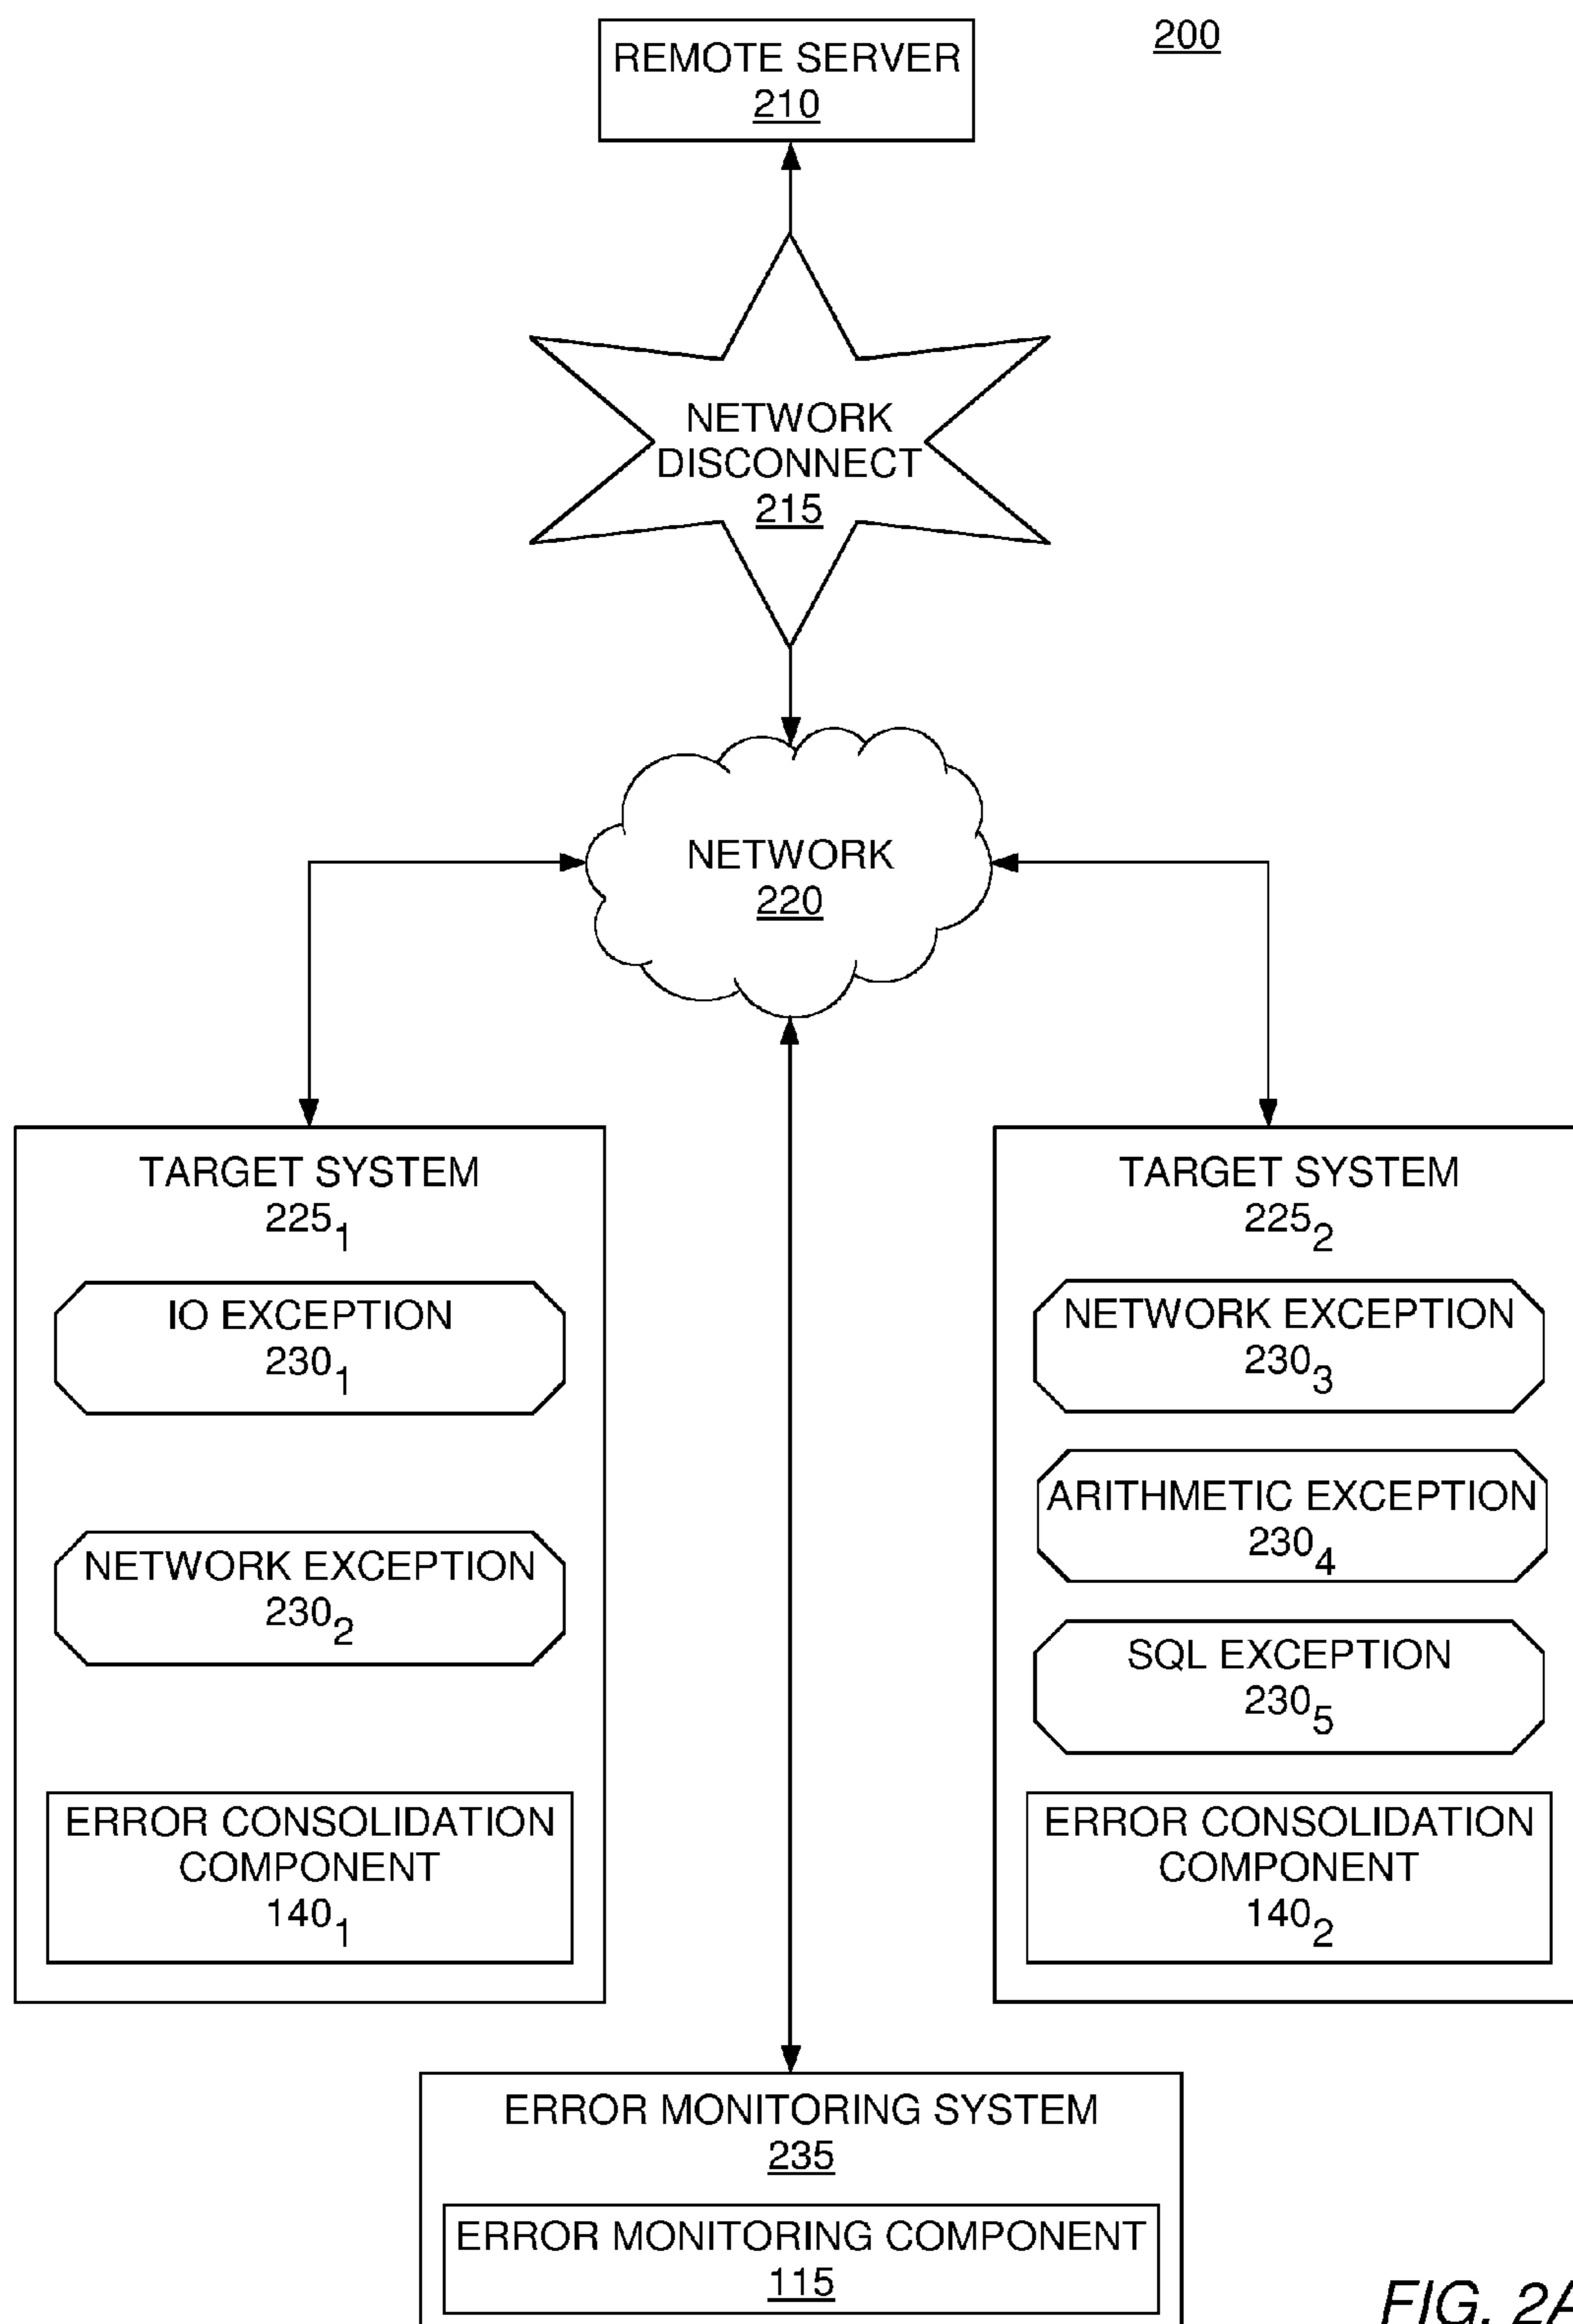 200
REMOTE SERVER
210
NETWORK
DISCONNECT
215
NETWORK
220
TARGET SYSTEM
225₁
IO EXCEPTION
230₁
NETWORK EXCEPTION
230₂
ERROR CONSOLIDATION
COMPONENT
140₁
TARGET SYSTEM
225₂
NETWORK EXCEPTION
230₃
ARITHMETIC EXCEPTION
230₄
SQL EXCEPTION
230₅
ERROR CONSOLIDATION
COMPONENT
140₂
ERROR MONITORING SYSTEM
235
ERROR MONITORING COMPONENT
115
FIG. 2A